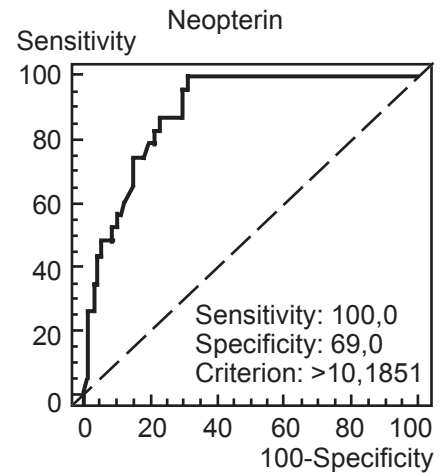 Neopterin
Sensitivity
100
80
60
40
20
0
Sensitivity: 100,0
Specificity: 69,0
Criterion: >10,1851
0 20 40 60 80 100
100-Specificity